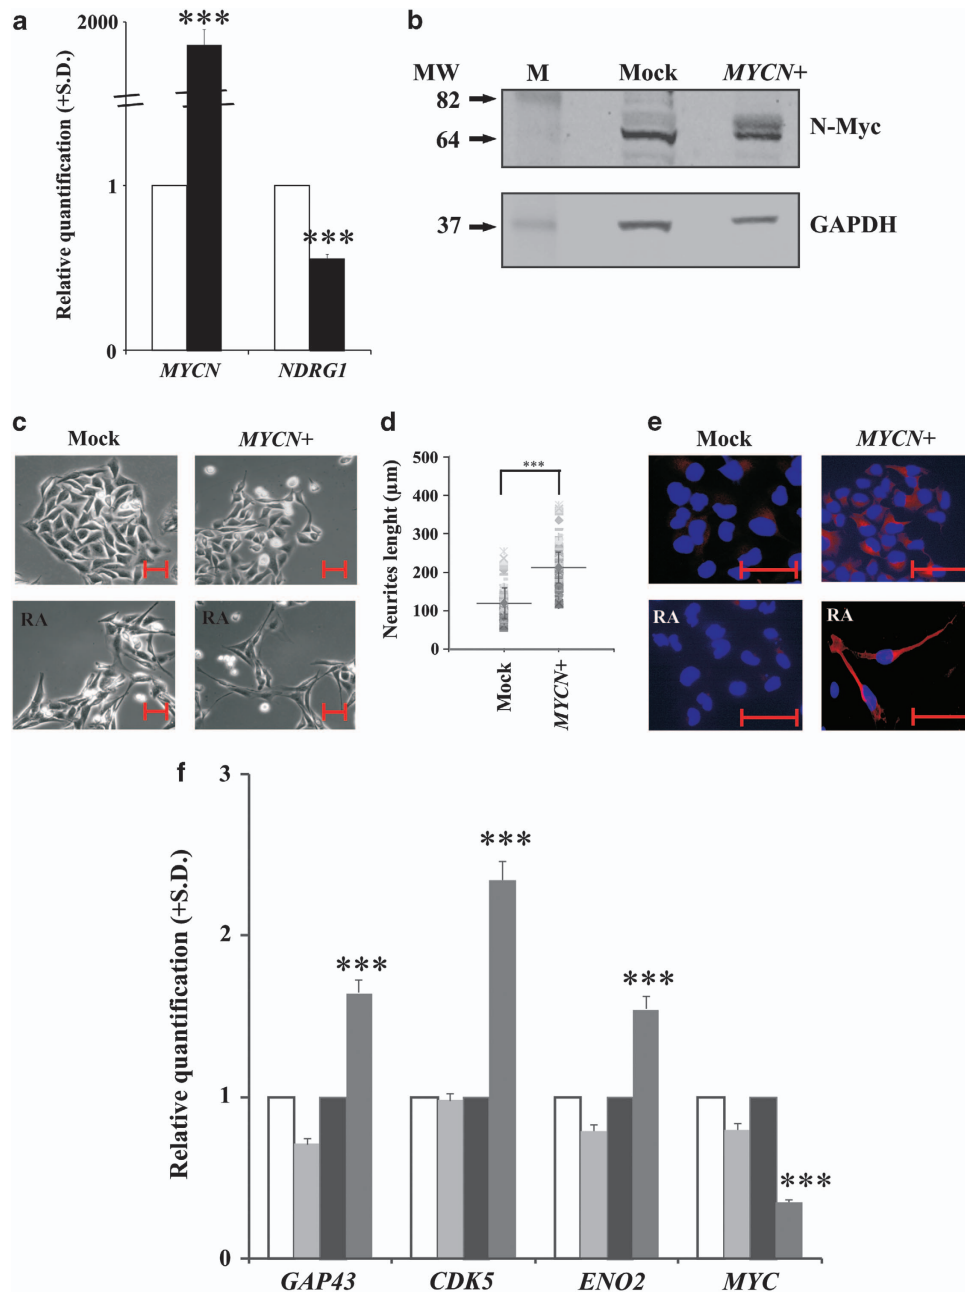 a
2000
1
0
Relative quantification (+S.D.)
***
***
MYCN
NDRG1
b
MW M Mock MYCN+
82
64
N-Myc
37
GAPDH
c
Mock MYCN+
RA RA
d
Neurites lenght (µm)
500
400
300
200
100
0
***
Mock
MYCN+
e
Mock MYCN+
RA RA
f
Relative quantification (+S.D.)
3
2
1
0
***
***
***
***
GAP43 CDK5 ENO2 MYC